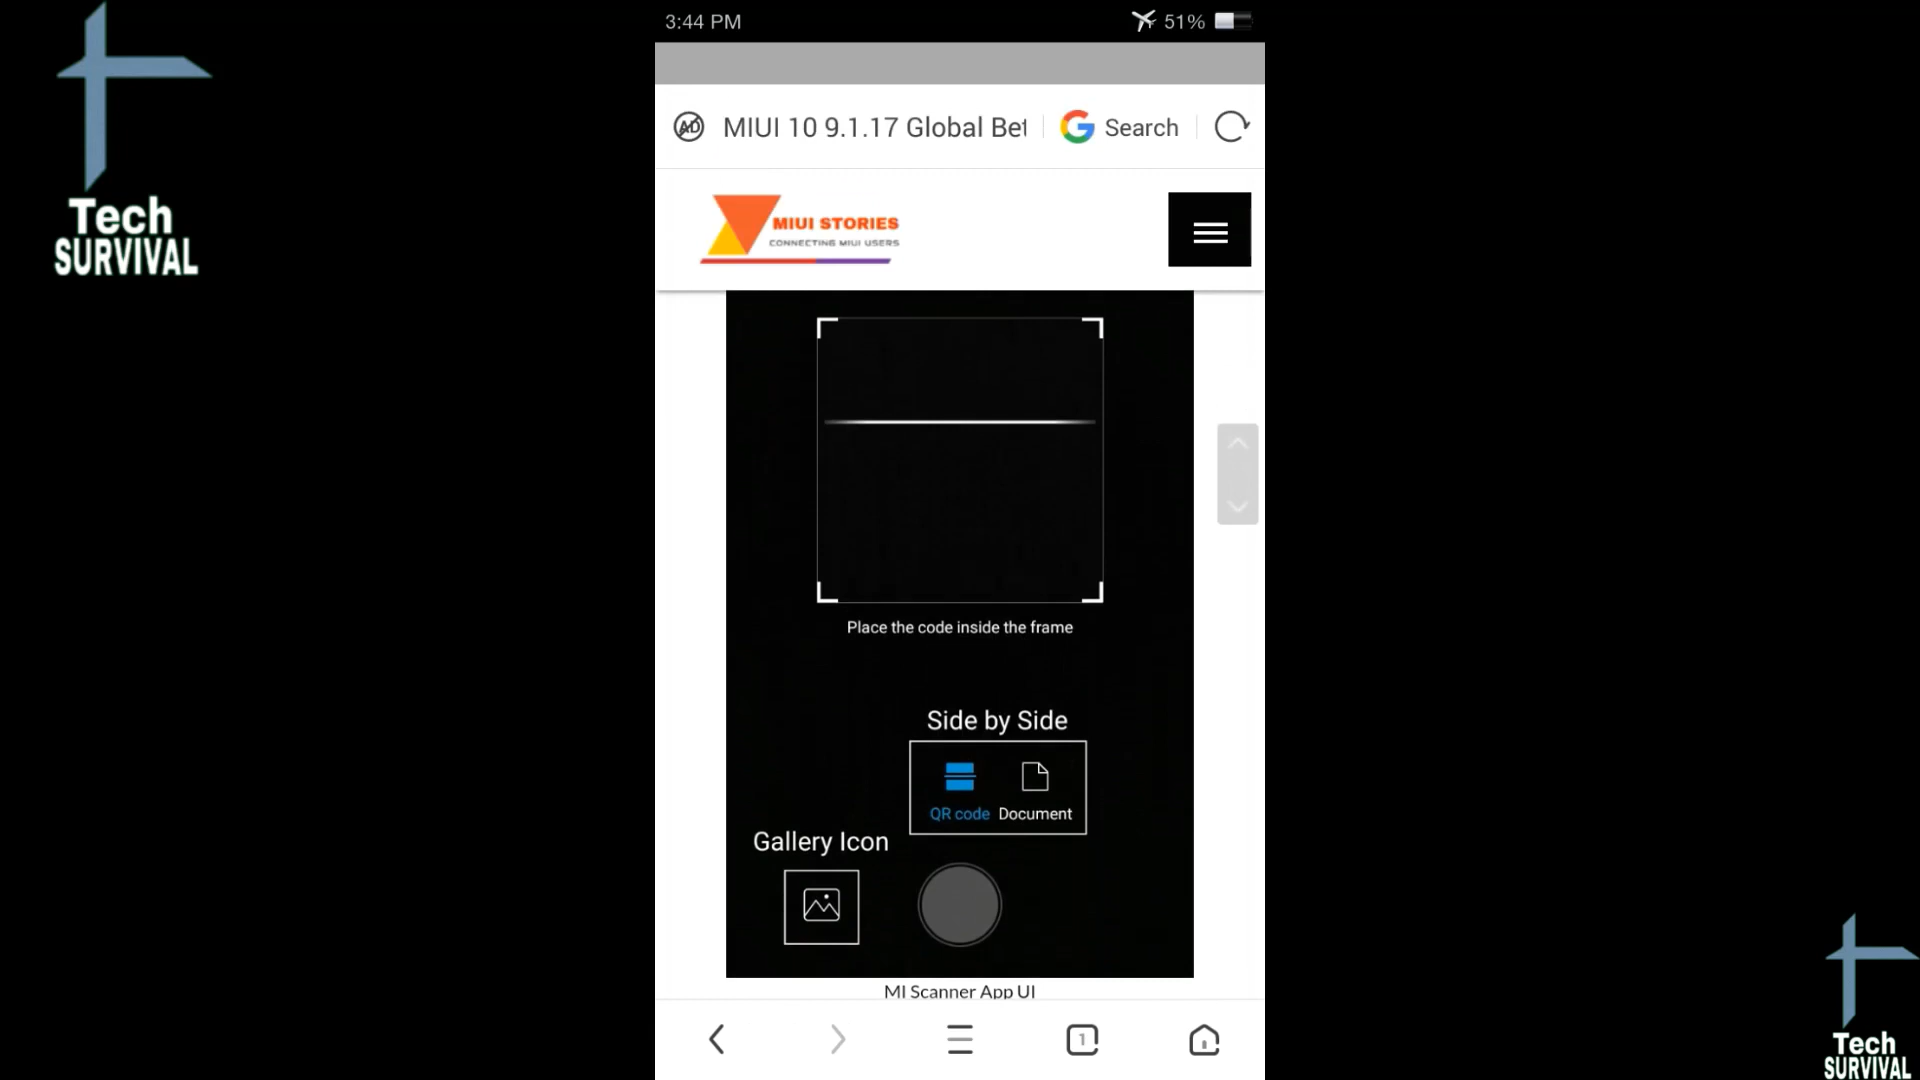 3:44 PM
51%
Tech
SURVIVAL
AD
MIUI 10 9.1.17 Global Bet
Search
MIUI STORIES
CONNECTING MIUI USERS
Place the code inside the frame
Side by Side
QR code Document
Gallery Icon
MI Scanner App UI
1
Tech
SURVIVAL